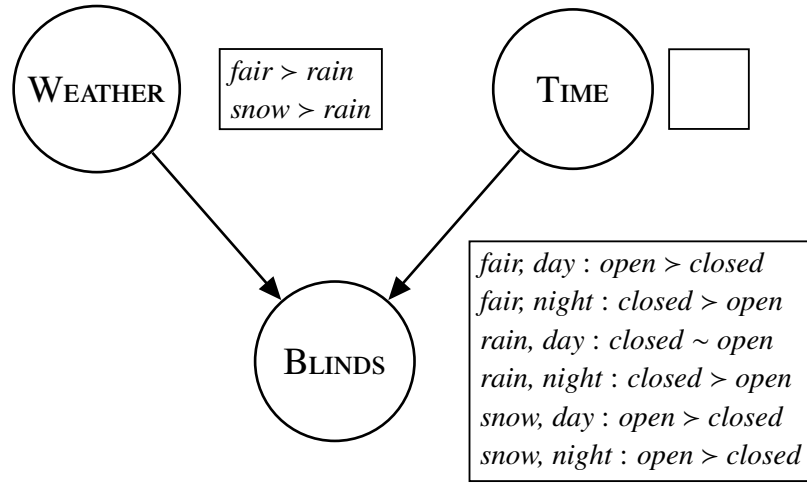 WEATHER
fair ≻ rain
snow ≻ rain
TIME
BLINDS
fair, day : open ≻ closed
fair, night : closed ≻ open
rain, day : closed ~ open
rain, night : closed ≻ open
snow, day : open ≻ closed
snow, night : open ≻ closed